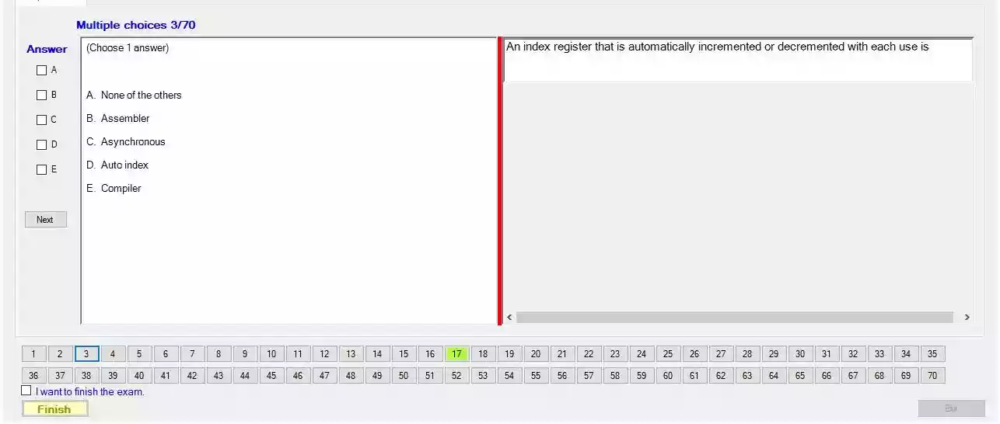 Multiple choices 3/70
Answer
A
B
C
D
E
Next
(Choose 1 answer)
A. None of the others
B. Assembler
C. Asynchronous
D. Auto index
E. Compiler
An index register that is automatically incremented or decremented with each use is
1 2 3 4 5 6 7 8 9 10 11 12 13 14 15 16 17 18 19 20 21 22 23 24 25 26 27 28 29 30 31 32 33 34 35
36 37 38 39 40 41 42 43 44 45 46 47 48 49 50 51 52 53 54 55 56 57 58 59 60 61 62 63 64 65 66 67 68 69 70
I want to finish the exam.
Finish